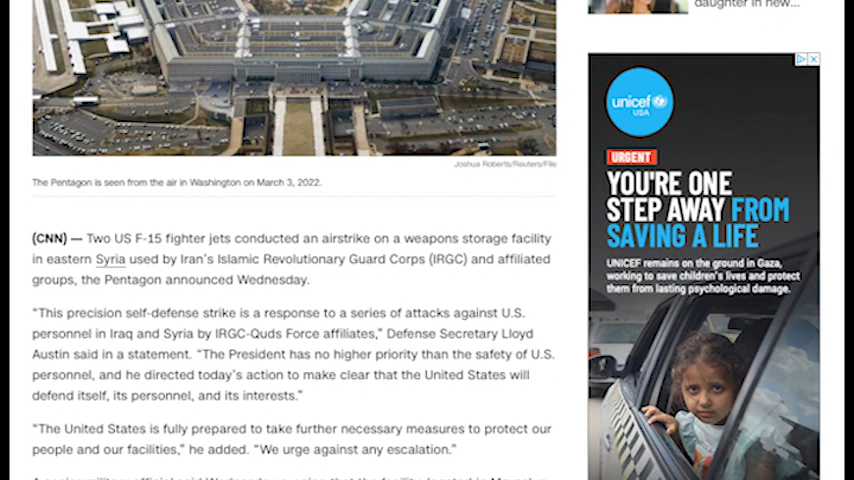 daughter in new...
Joshua Roberts/Reuters/File
The Pentagon is seen from the air in Washington on March 3, 2022.
(CNN) — Two US F-15 fighter jets conducted an airstrike on a weapons storage facility
in eastern Syria used by Iran's Islamic Revolutionary Guard Corps (IRGC) and affiliated
groups, the Pentagon announced Wednesday.
"This precision self-defense strike is a response to a series of attacks against U.S.
personnel in Iraq and Syria by IRGC-Quds Force affiliates," Defense Secretary Lloyd
Austin said in a statement. "The President has no higher priority than the safety of U.S.
personnel, and he directed today's action to make clear that the United States will
defend itself, its personnel, and its interests."
"The United States is fully prepared to take further necessary measures to protect our
people and our facilities," he added. "We urge against any escalation."
unicef
USA
URGENT
YOU'RE ONE
STEP AWAY FROM
SAVING A LIFE
UNICEF remains on the ground in Gaza,
working to save children's lives and protect
them from lasting psychological damage.